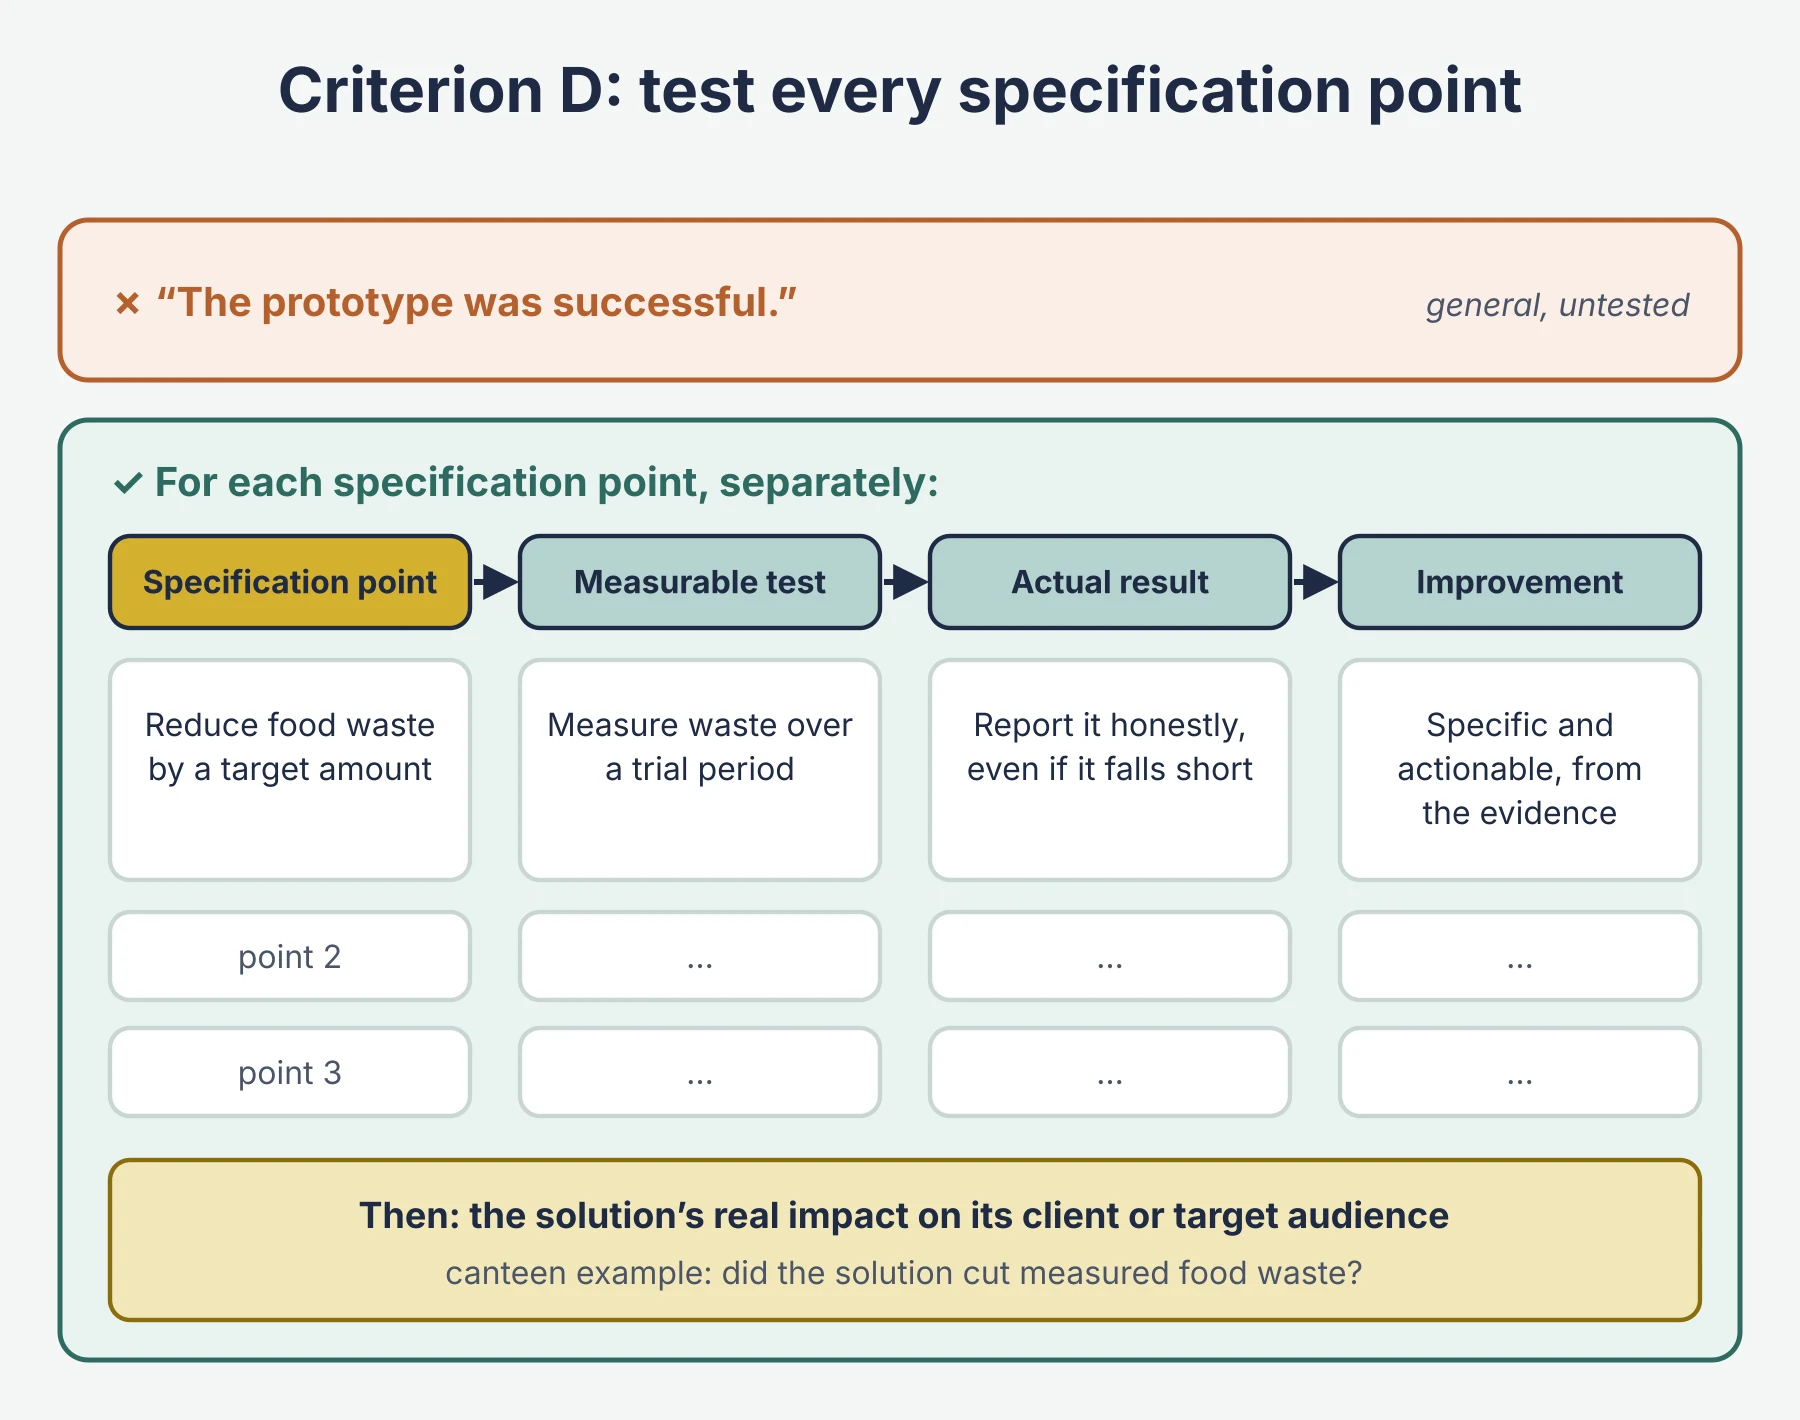 Criterion D: test every specification point
× “The prototype was successful.”
general, untested
✓ For each specification point, separately:
Specification point
Measurable test
Actual result
Improvement
Reduce food waste
by a target amount
Measure waste over
a trial period
Report it honestly,
even if it falls short
Specific and
actionable, from
the evidence
point 2
...
...
...
point 3
...
...
...
Then: the solution’s real impact on its client or target audience
canteen example: did the solution cut measured food waste?